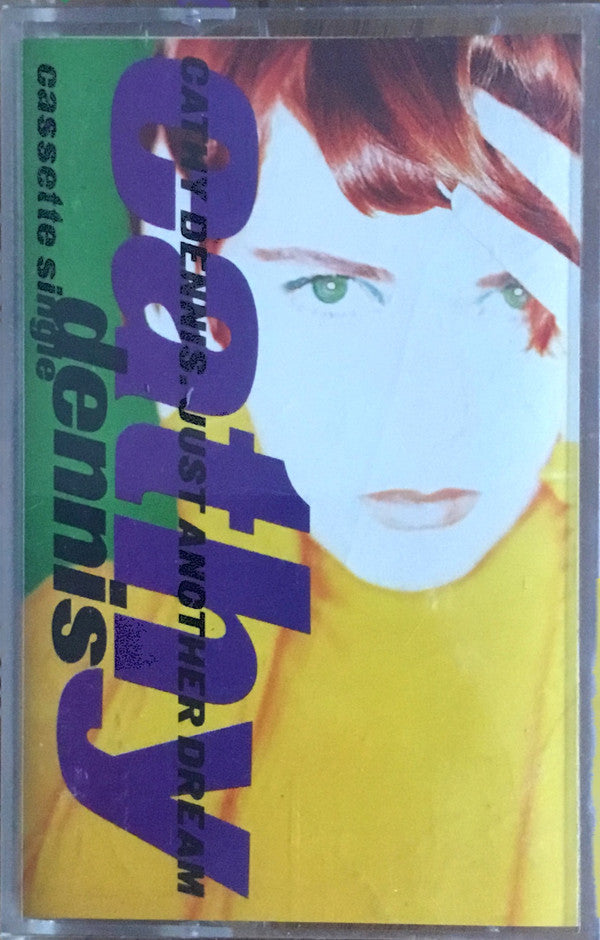 cathy
CATHY DENNIS. JUST ANOTHER DREAM
dennis
cassette single